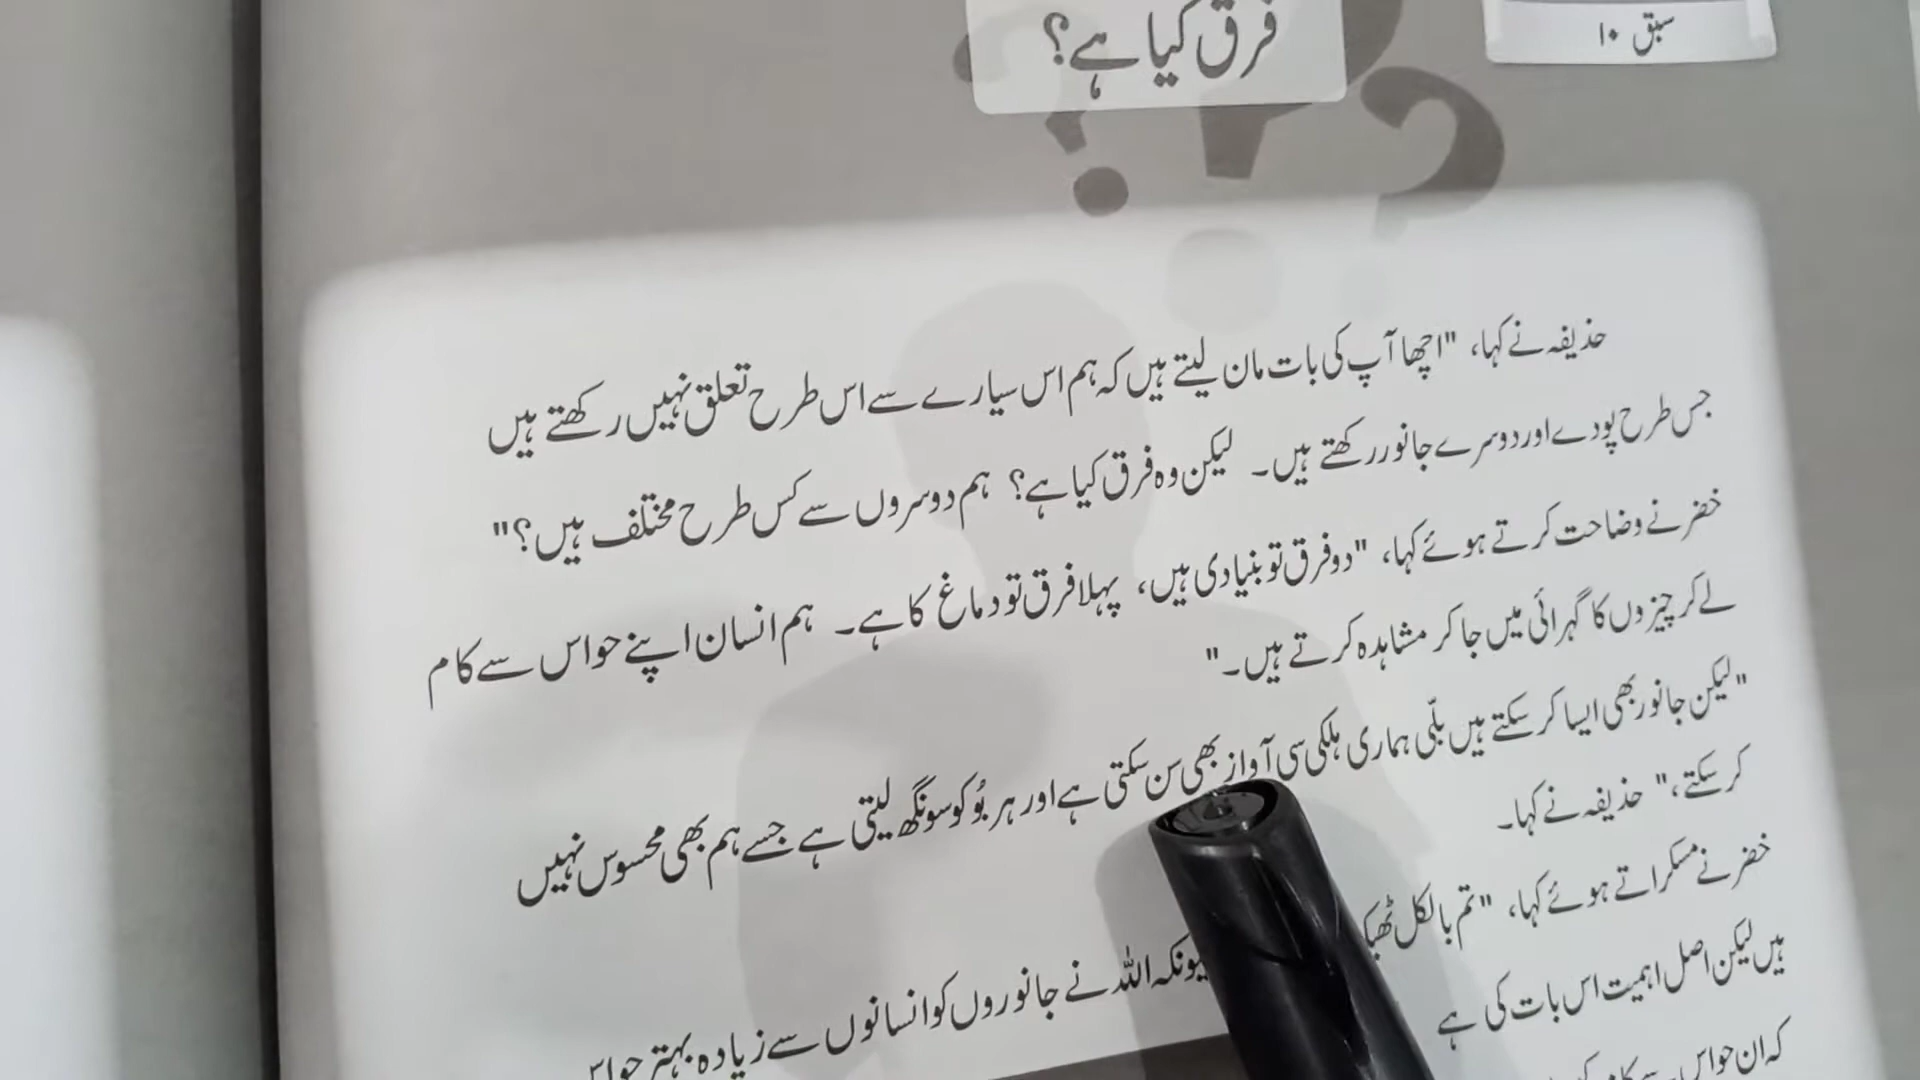 سبق ۱۰
فرق کیا ہے؟
حذیفہ نے کہا، "اچھا آپ کی بات مان لیتے ہیں کہ ہم اس سیارے سے اس طرح تعلق نہیں رکھتے ہیں
جس طرح پودے اور دوسرے جانور رکھتے ہیں۔ لیکن وہ فرق کیا ہے؟ ہم دوسروں سے کس طرح مختلف ہیں؟"
خضر نے وضاحت کرتے ہوئے کہا، "دو فرق تو بنیادی ہیں، پہلا فرق تو دماغ کا ہے۔ ہم انسان اپنے حواس سے کام
لے کر چیزوں کا گہرائی میں جا کر مشاہدہ کرتے ہیں۔"
"لیکن جانور بھی ایسا کر سکتے ہیں بلّی ہماری ہلکی سی آواز بھی سن سکتی ہے اور ہر بُو کو سونگھ لیتی ہے جسے ہم بھی محسوس نہیں
کر سکتے،" حذیفہ نے کہا۔
خضر نے مسکراتے ہوئے کہا، "تم بالکل اللہ نے جانوروں کو انسانوں سے زیادہ بہتر حواس
ہیں لیکن اصل اہمیت اس بات کی ہے
کہ ان حواس سے